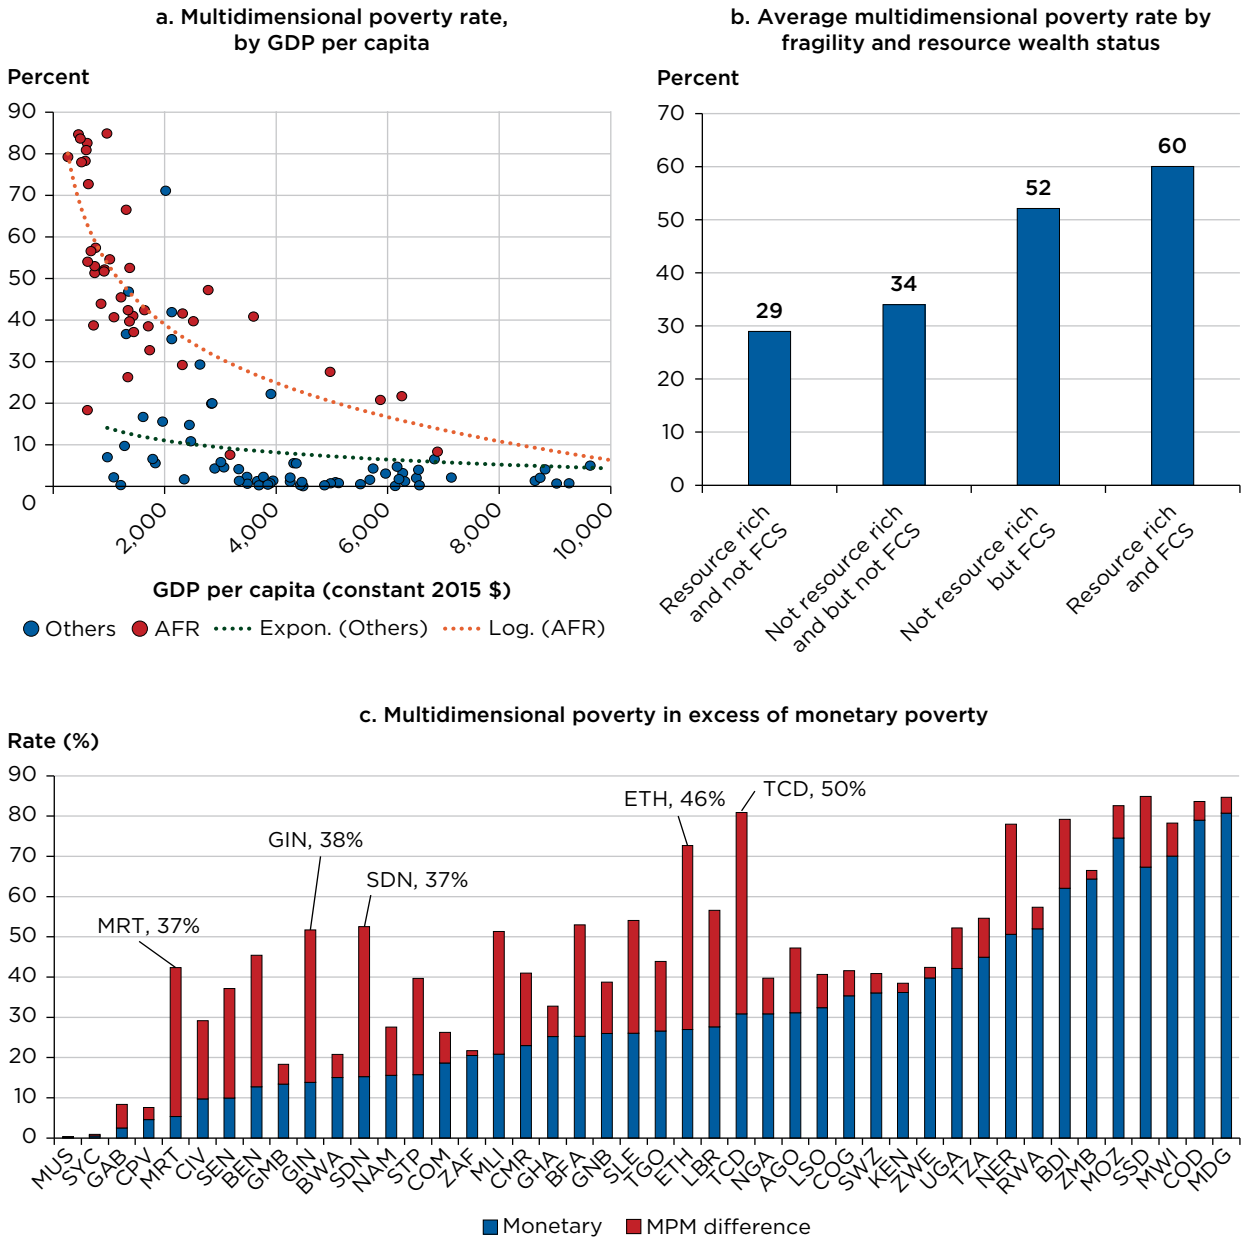 a. Multidimensional poverty rate,
by GDP per capita
Percent
90
80
70
60
50
40
30
20
10
0
2,000
4,000
6,000
8,000
10,000
GDP per capita (constant 2015 $)
Others AFR Expon. (Others) Log. (AFR)
b. Average multidimensional poverty rate by
fragility and resource wealth status
Percent
70
60
50
40
30
20
10
0
29
34
52
60
Resource rich
and not FCS
Not resource rich
and but not FCS
Not resource rich
but FCS
Resource rich
and FCS
c. Multidimensional poverty in excess of monetary poverty
Rate (%)
90
80
70
60
50
40
30
20
10
0
MRT, 37%
GIN, 38%
SDN, 37%
ETH, 46%
TCD, 50%
MUS
SYC
GAB
CPV
MRT
CIV
SEN
BEN
GMB
GIN
BWA
SDN
NAM
STP
COM
ZAF
MLI
CMR
GHA
BFA
GNB
SLE
TGO
ETH
LBR
TCD
NGA
AGO
LSO
COG
SWZ
KEN
ZWE
UGA
TZA
NER
RWA
BDI
ZMB
MOZ
SSD
MWI
COD
MDG
Monetary MPM difference